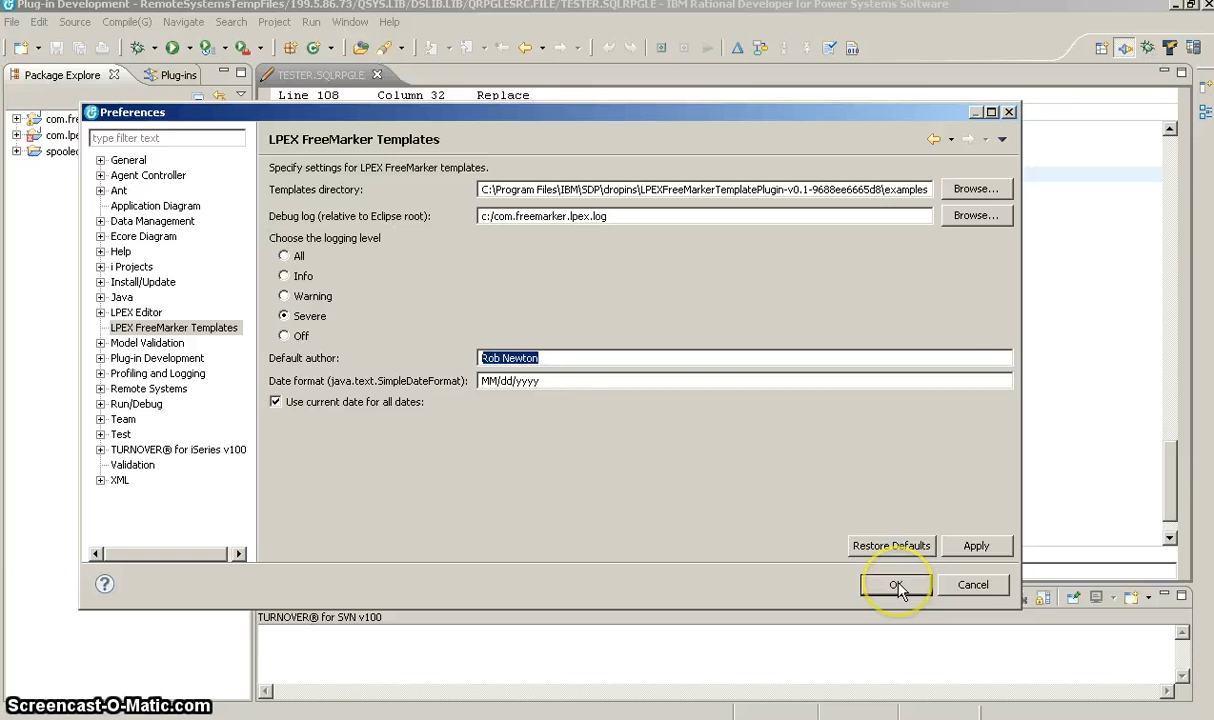 Plug-in Development - RemoteSystemsTempFiles/199.5.86.73/QSYS.LIB/DSLIB.LIB/QRPGLESRC.FILE/TESTER.SQLRPGLE - IBM Rational Developer for Power Systems Software
File Edit Source Compile(G) Navigate Search Project Run Window Help
Package Explore Plug-ins TESTER.SQLRPGLE
Line 108 Column 32 Replace
com.fre
com.lpe
spooled
Preferences
type filter text
General
Agent Controller
Ant
Application Diagram
Data Management
Ecore Diagram
Help
i Projects
Install/Update
Java
LPEX Editor
LPEX FreeMarker Templates
Model Validation
Plug-in Development
Profiling and Logging
Remote Systems
Run/Debug
Team
Test
TURNOVER® for iSeries v100
Validation
XML
LPEX FreeMarker Templates
Specify settings for LPEX FreeMarker templates.
Templates directory: C:\Program Files\IBM\SDP\dropins\LPEXFreeMarkerTemplatePlugin-v0.1-9688ee6665d8\examples Browse...
Debug log (relative to Eclipse root): c:/com.freemarker.lpex.log Browse...
Choose the logging level
All
Info
Warning
Severe
Off
Default author: Rob Newton
Date format (java.text.SimpleDateFormat): MM/dd/yyyy
Use current date for all dates:
Restore Defaults Apply
OK Cancel
TURNOVER® for SVN v100
Screencast-O-Matic.com